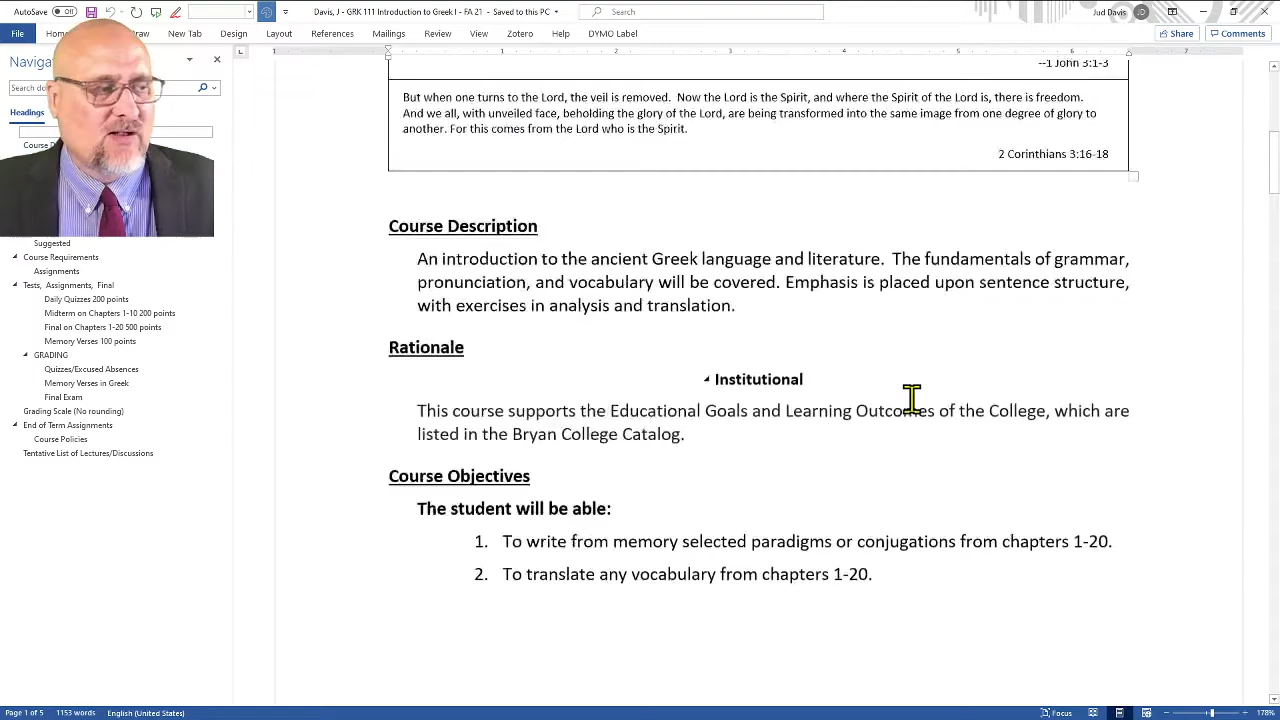 AutoSave Off
Davis, J - GRK 111 Introduction to Greek I - FA 21 - Saved to this PC
Search
Jud Davis JD
File
Design Layout References Mailings Review View Zotero Help DYMO Label
New Tab
Share Comments
Headings
--1 John 3:1-3
But when one turns to the Lord, the veil is removed. Now the Lord is the Spirit, and where the Spirit of the Lord is, there is freedom.
And we all, with unveiled face, beholding the glory of the Lord, are being transformed into the same image from one degree of glory to
another. For this comes from the Lord who is the Spirit.
2 Corinthians 3:16-18
Course Description
An introduction to the ancient Greek language and literature. The fundamentals of grammar,
pronunciation, and vocabulary will be covered. Emphasis is placed upon sentence structure,
with exercises in analysis and translation.
Rationale
Institutional
This course supports the Educational Goals and Learning Outcomes of the College, which are
listed in the Bryan College Catalog.
Course Objectives
The student will be able:
1. To write from memory selected paradigms or conjugations from chapters 1-20.
2. To translate any vocabulary from chapters 1-20.
Suggested
Course Requirements
Assignments
Tests, Assignments, Final
Daily Quizzes 200 points
Midterm on Chapters 1-10 200 points
Final on Chapters 1-20 500 points
Memory Verses 100 points
GRADING
Quizzes/Excused Absences
Memory Verses in Greek
Final Exam
Grading Scale (No rounding)
End of Term Assignments
Course Policies
Tentative List of Lectures/Discussions
Page 1 of 5 1153 words English (United States)
Focus
178%